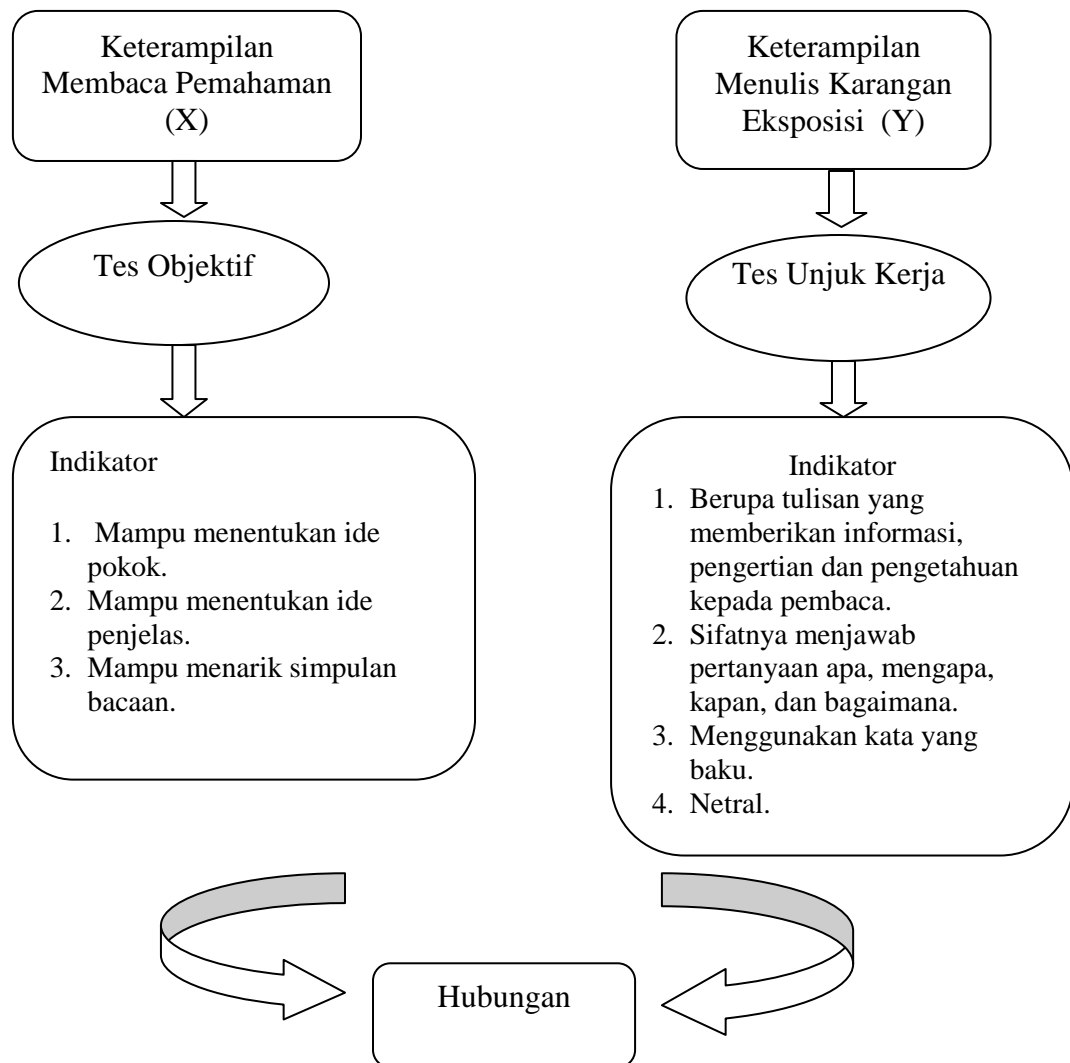 Keterampilan
Membaca Pemahaman
(X)
Keterampilan
Menulis Karangan
Eksposisi (Y)
Tes Objektif
Tes Unjuk Kerja
Indikator
1. Mampu menentukan ide
pokok.
2. Mampu menentukan ide
penjelas.
3. Mampu menarik simpulan
bacaan.
Indikator
1. Berupa tulisan yang
memberikan informasi,
pengertian dan pengetahuan
kepada pembaca.
2. Sifatnya menjawab
pertanyaan apa, mengapa,
kapan, dan bagaimana.
3. Menggunakan kata yang
baku.
4. Netral.
Hubungan